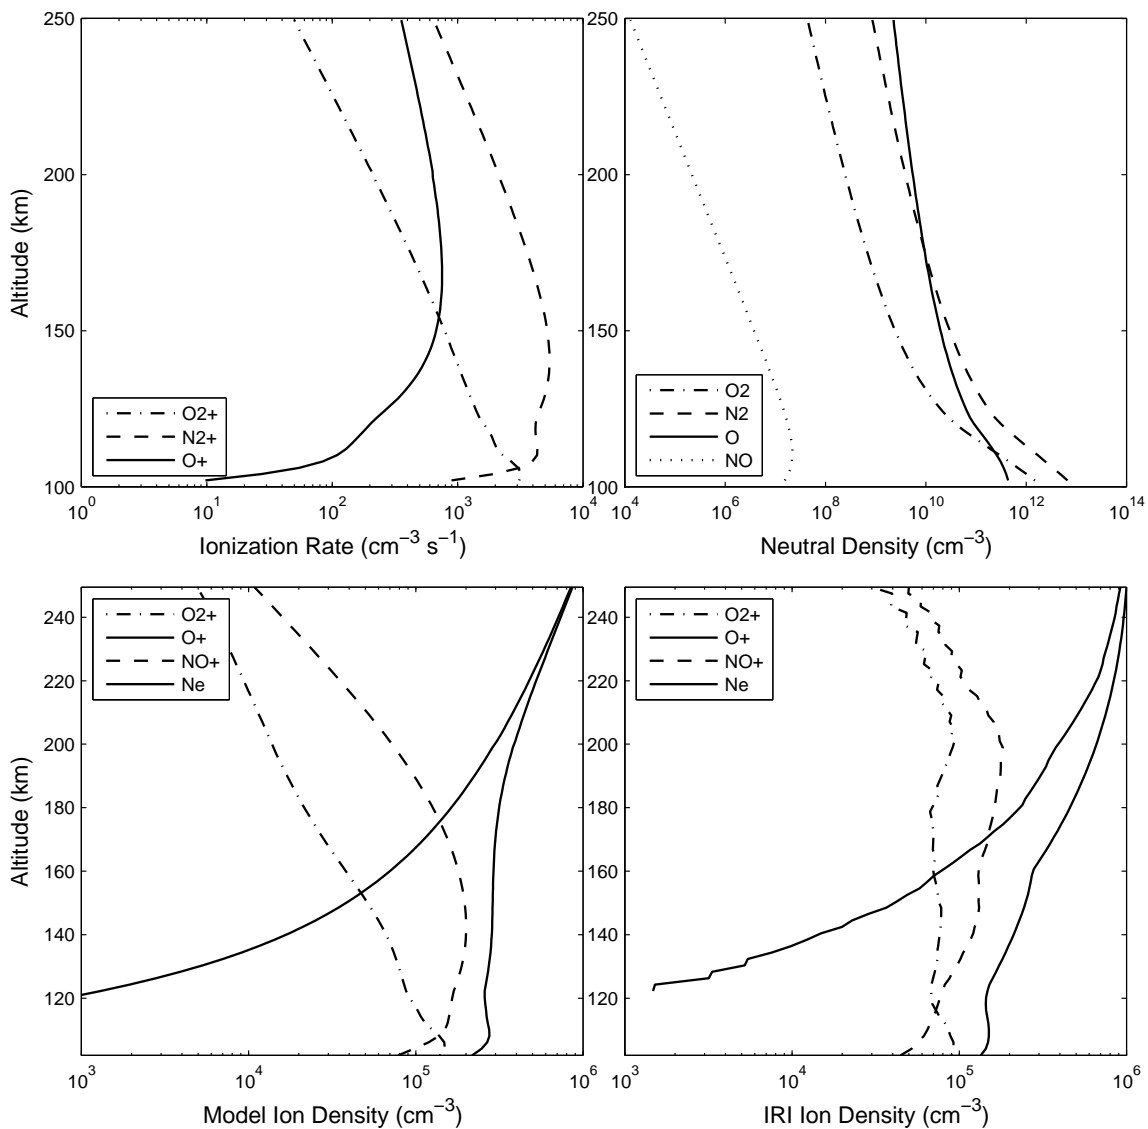 250
200
150
100
Altitude (km)
O2+
N2+
O+
10^0 10^1 10^2 10^3 10^4
Ionization Rate (cm^−3 s^−1)
250
200
150
100
O2
N2
O
NO
10^4 10^6 10^8 10^10 10^12 10^14
Neutral Density (cm^−3)
240
220
200
180
160
140
120
Altitude (km)
O2+
O+
NO+
Ne
10^3 10^4 10^5 10^6
Model Ion Density (cm^−3)
240
220
200
180
160
140
120
O2+
O+
NO+
Ne
10^3 10^4 10^5 10^6
IRI Ion Density (cm^−3)